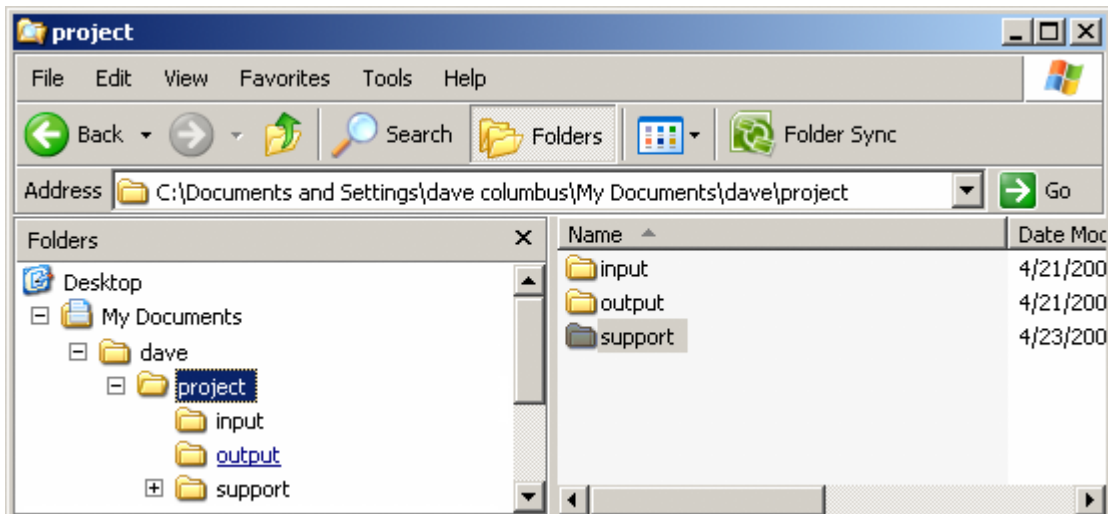 project
File Edit View Favorites Tools Help
Back Search Folders Folder Sync
Address C:\Documents and Settings\dave columbus\My Documents\dave\project Go
Folders
Desktop
My Documents
dave
project
input
output
support
Name Date Moc
input 4/21/200
output 4/21/200
support 4/23/200